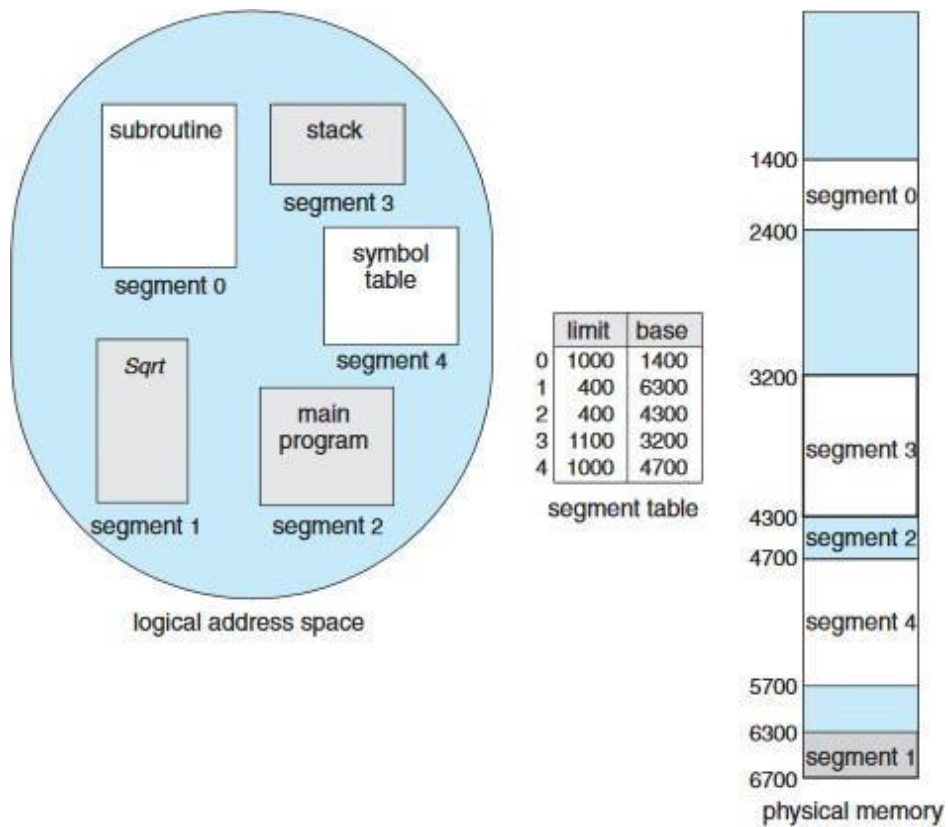 subroutine
segment 0
stack
segment 3
symbol
table
segment 4
Sqrt
segment 1
main
program
segment 2
logical address space
limit base
0 1000 1400
1 400 6300
2 400 4300
3 1100 3200
4 1000 4700
segment table
1400
segment 0
2400
3200
segment 3
4300
segment 2
4700
segment 4
5700
6300
segment 1
6700
physical memory